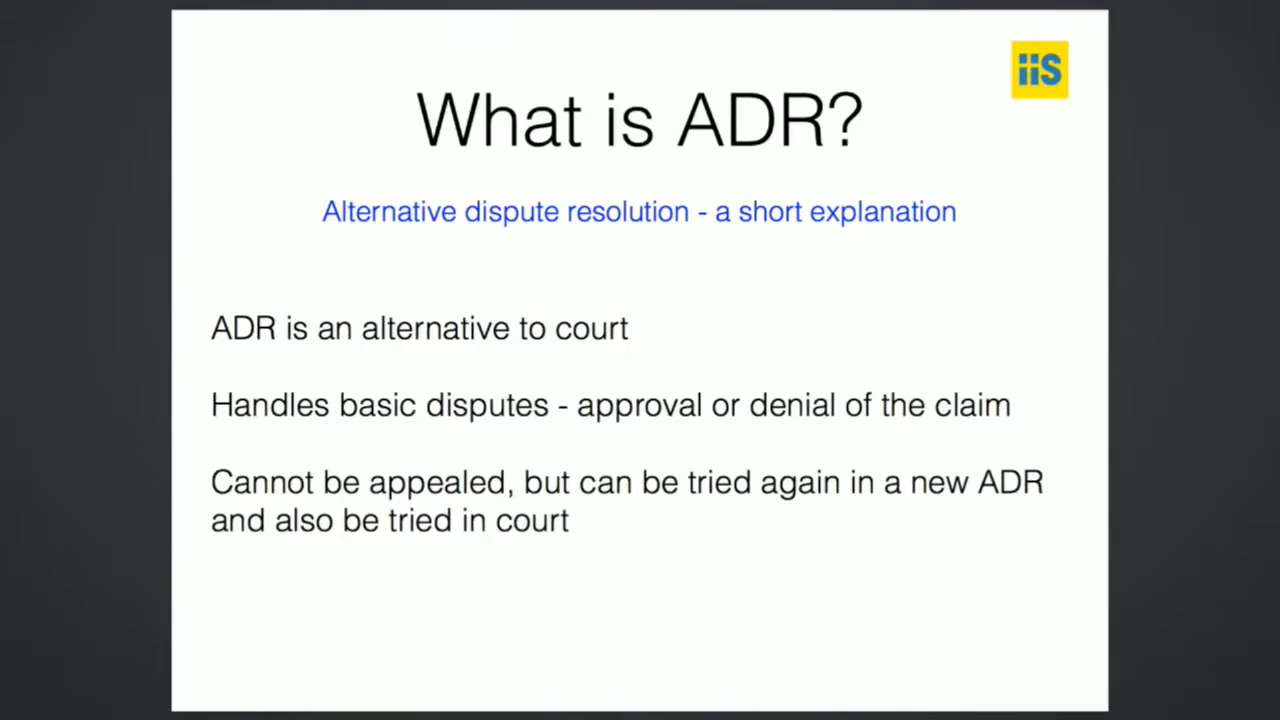 iis
What is ADR?
Alternative dispute resolution - a short explanation
ADR is an alternative to court
Handles basic disputes - approval or denial of the claim
Cannot be appealed, but can be tried again in a new ADR
and also be tried in court